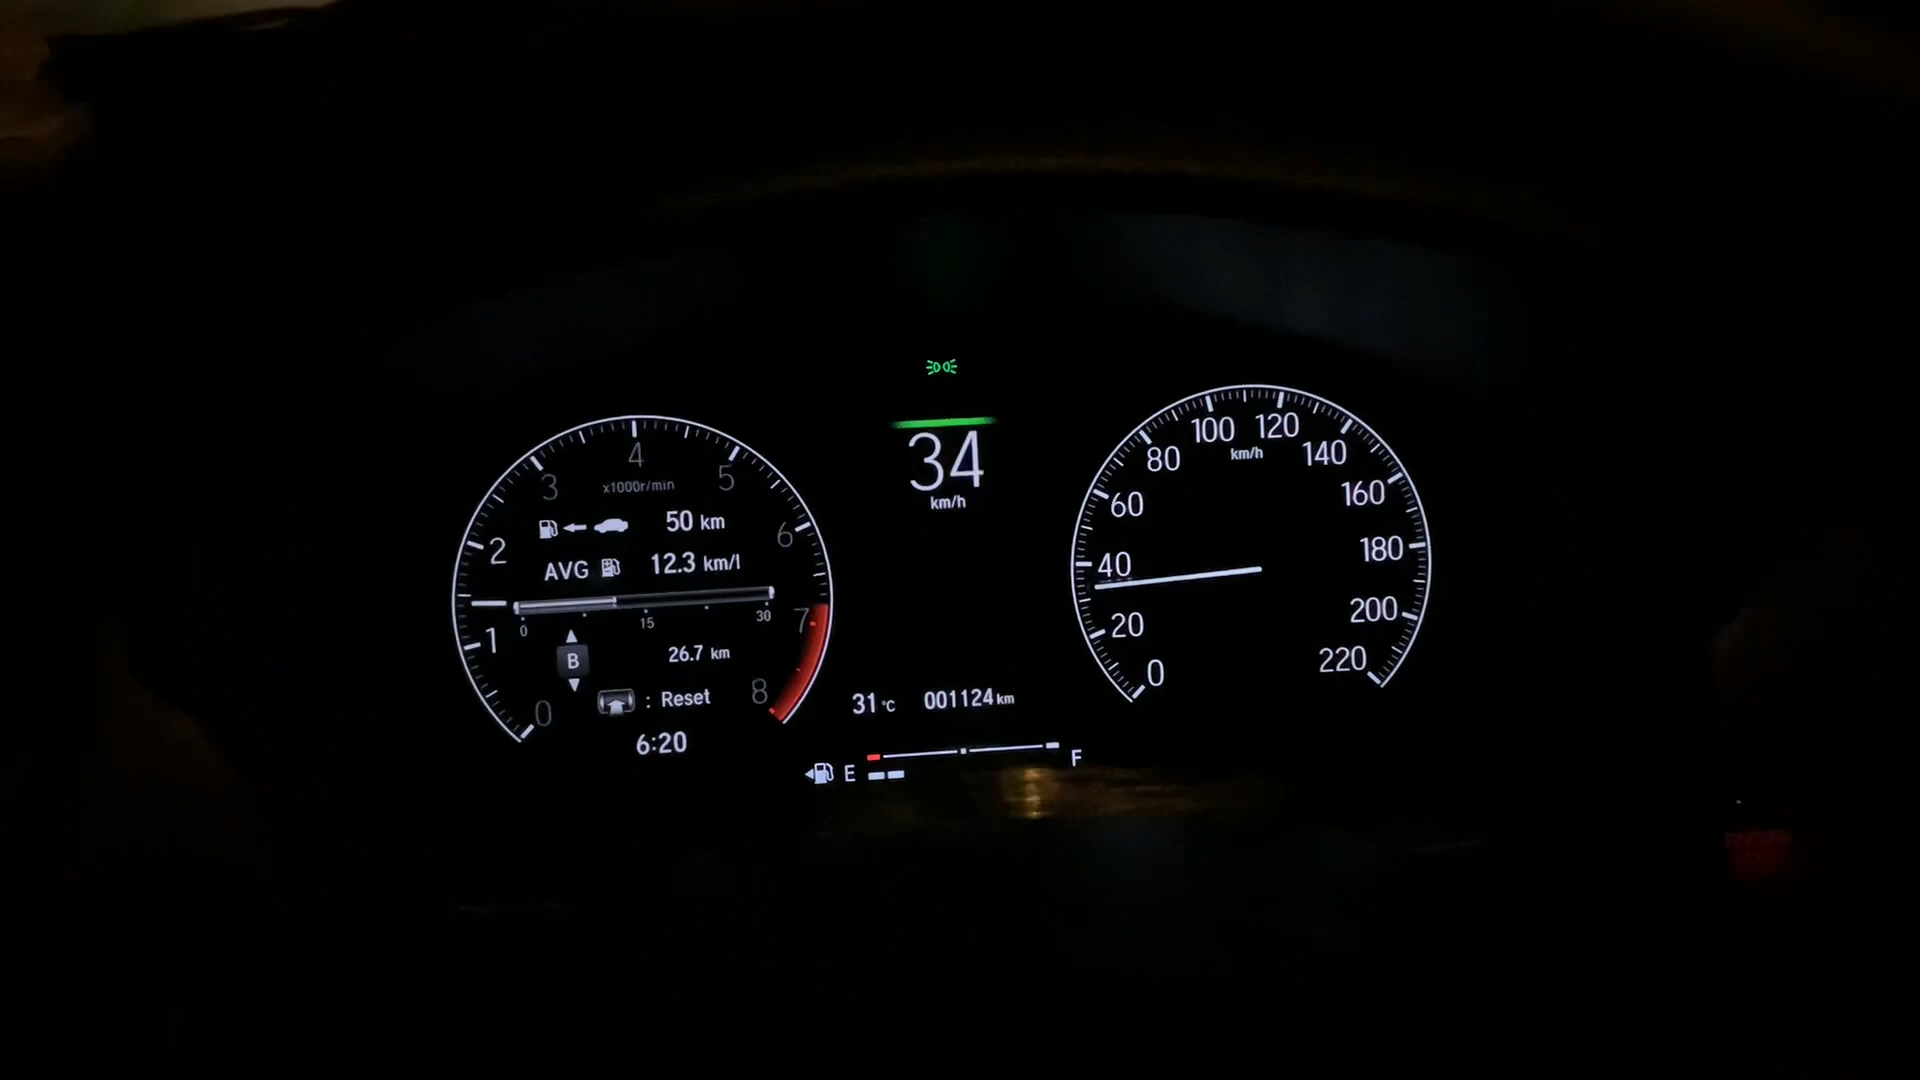 34
km/h
4
3
5
x1000r/min
50 km
2
6
AVG 12.3 km/l
0 15 30
7
1
B
26.7 km
: Reset
8
0
6:20
31°C 001124 km
E F
100 120
80 km/h 140
60 160
40 180
20 200
0 220